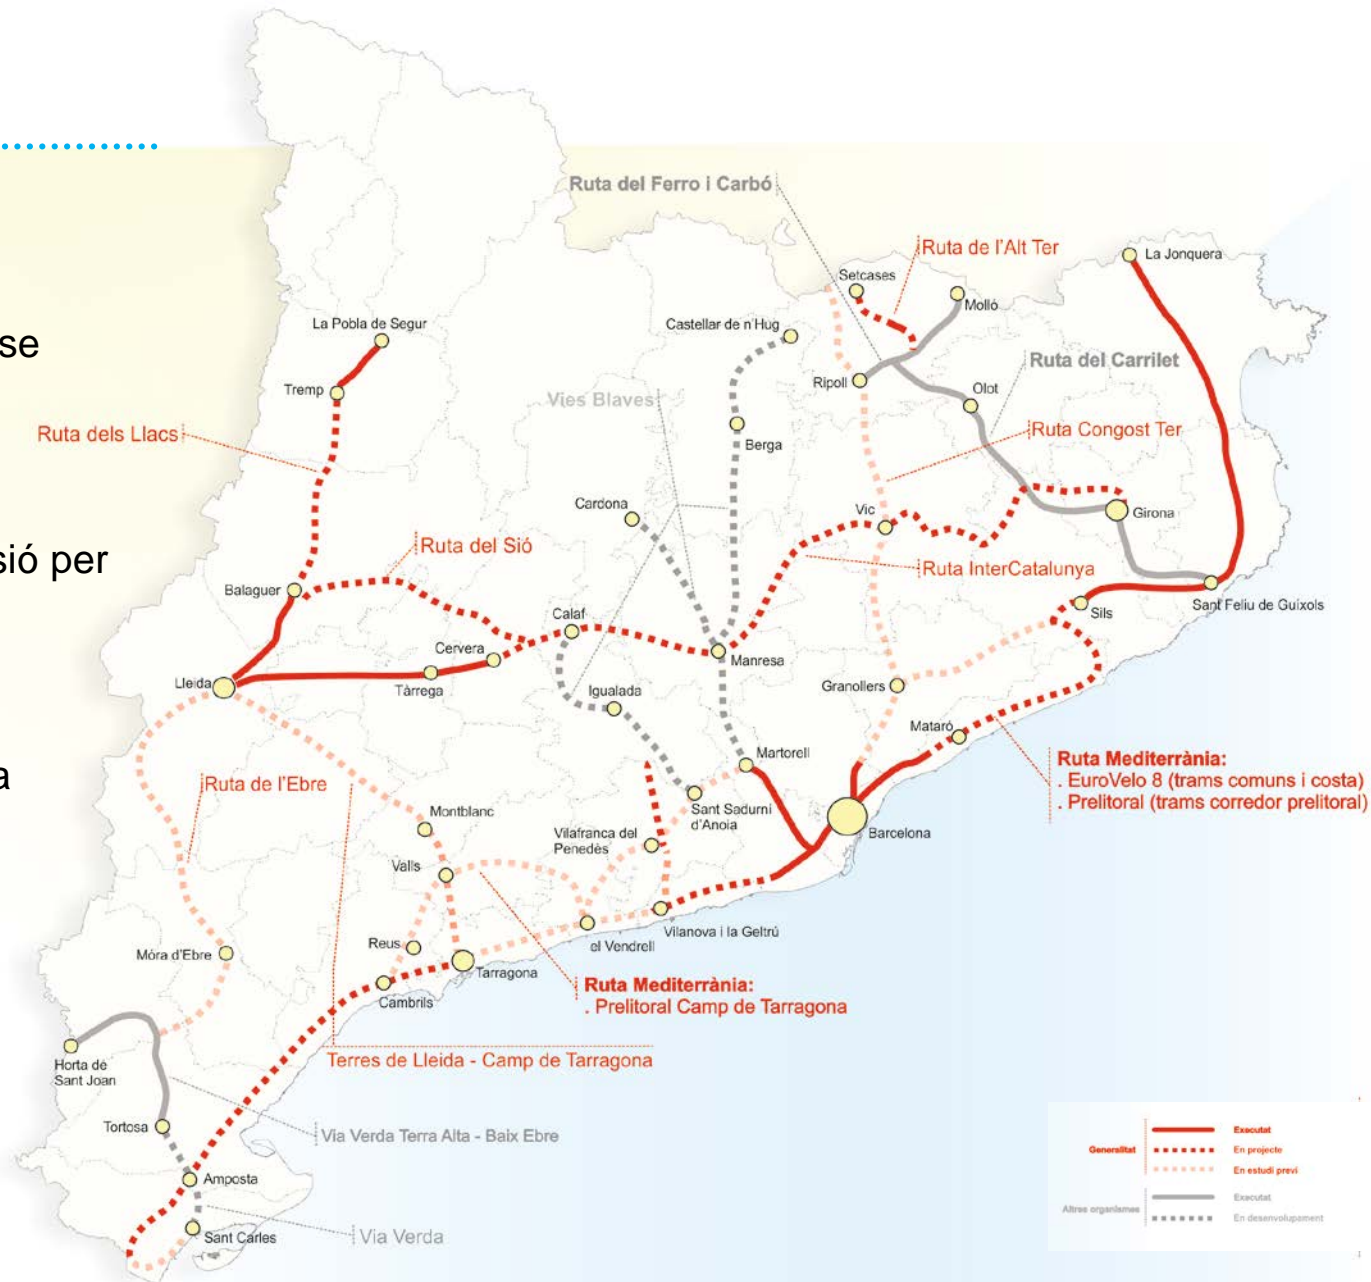 Ruta del Ferro i Carbó
Ruta de l'Alt Ter
Setcases
La Jonquera
Molló
La Pobla de Segur
Castellar de n'Hug
se
Ruta del Carrilet
Tremp
Ripoll
Olot
Vies Blaves
Ruta dels Llacs
Berga
Ruta Congost Ter
Cardona
Vic
Girona
Ruta del Sió
sió per
Ruta InterCatalunya
Balaguer
Sant Feliu de Guíxols
Sils
Calaf
Cervera
Manresa
Lleida
Tàrrega
Granollers
Igualada
Mataró
Martorell
Ruta Mediterrània:
. EuroVelo 8 (trams comuns i costa)
. Prelitoral (trams corredor prelitoral)
a
Ruta de l'Ebre
Sant Sadurní
d'Anoia
Montblanc
Barcelona
Vilafranca del
Penedès
Valls
Reus
el Vendrell
Vilanova i la Geltrú
Móra d'Ebre
Tarragona
Cambrils
Ruta Mediterrània:
. Prelitoral Camp de Tarragona
Terres de Lleida - Camp de Tarragona
Horta de
Sant Joan
Tortosa
Via Verda Terra Alta - Baix Ebre
Amposta
Sant Carles
Via Verda
Generalitat
Executat
En projecte
En estudi previ
Altres organismes
Executat
En desenvolupament